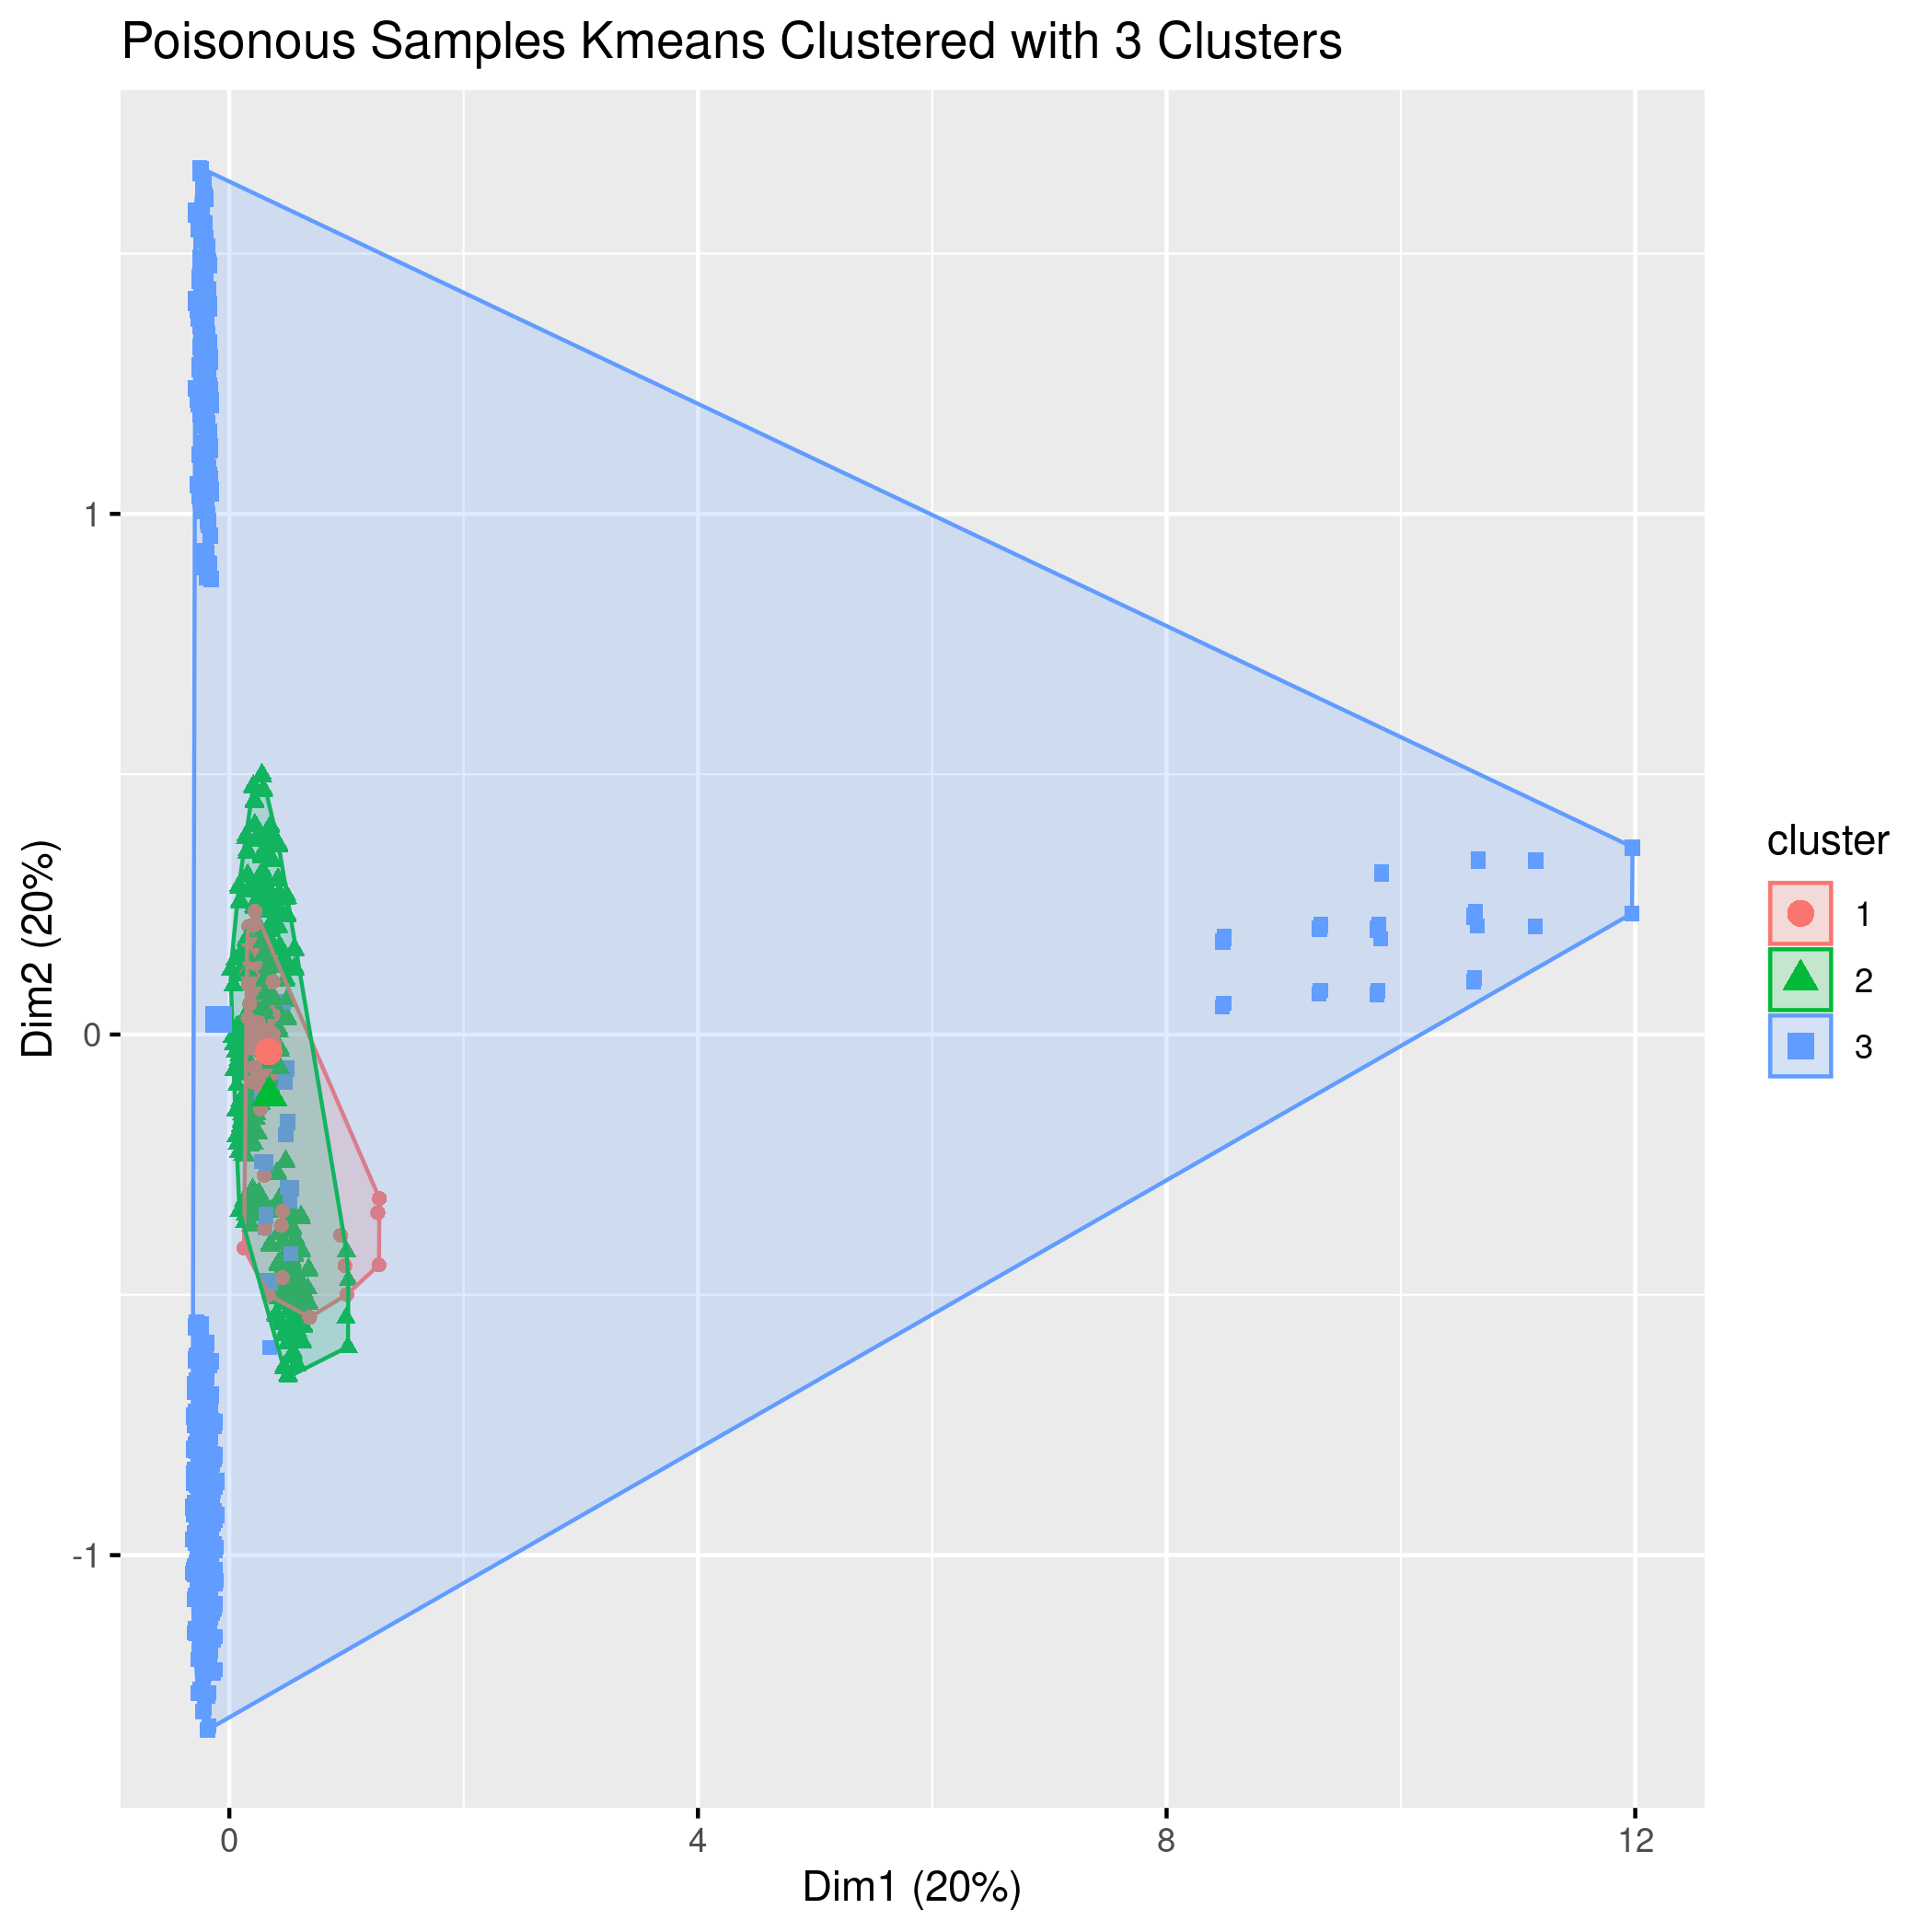 Poisonous Samples Kmeans Clustered with 3 Clusters
Dim2 (20%)
1
0
-1
0
4
8
12
Dim1 (20%)
cluster
1
2
3